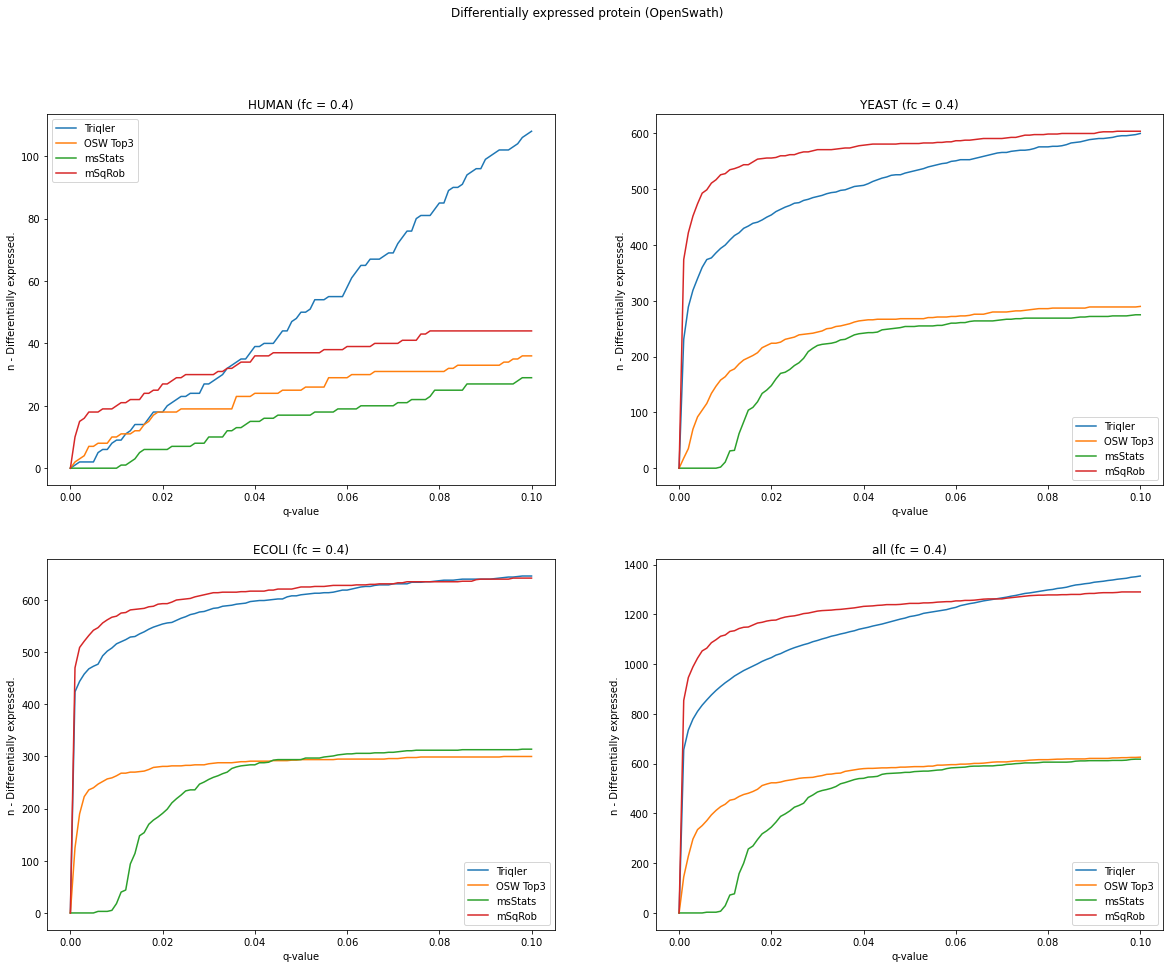 Differentially expressed protein (OpenSwath)
HUMAN (fc = 0.4)
n - Differentially expressed.
100
80
60
40
20
0
Triqler
OSW Top3
msStats
mSqRob
0.00 0.02 0.04 0.06 0.08 0.10
q-value
YEAST (fc = 0.4)
n - Differentially expressed.
600
500
400
300
200
100
0
Triqler
OSW Top3
msStats
mSqRob
0.00 0.02 0.04 0.06 0.08 0.10
q-value
ECOLI (fc = 0.4)
n - Differentially expressed.
600
500
400
300
200
100
0
Triqler
OSW Top3
msStats
mSqRob
0.00 0.02 0.04 0.06 0.08 0.10
q-value
all (fc = 0.4)
n - Differentially expressed.
1400
1200
1000
800
600
400
200
0
Triqler
OSW Top3
msStats
mSqRob
0.00 0.02 0.04 0.06 0.08 0.10
q-value